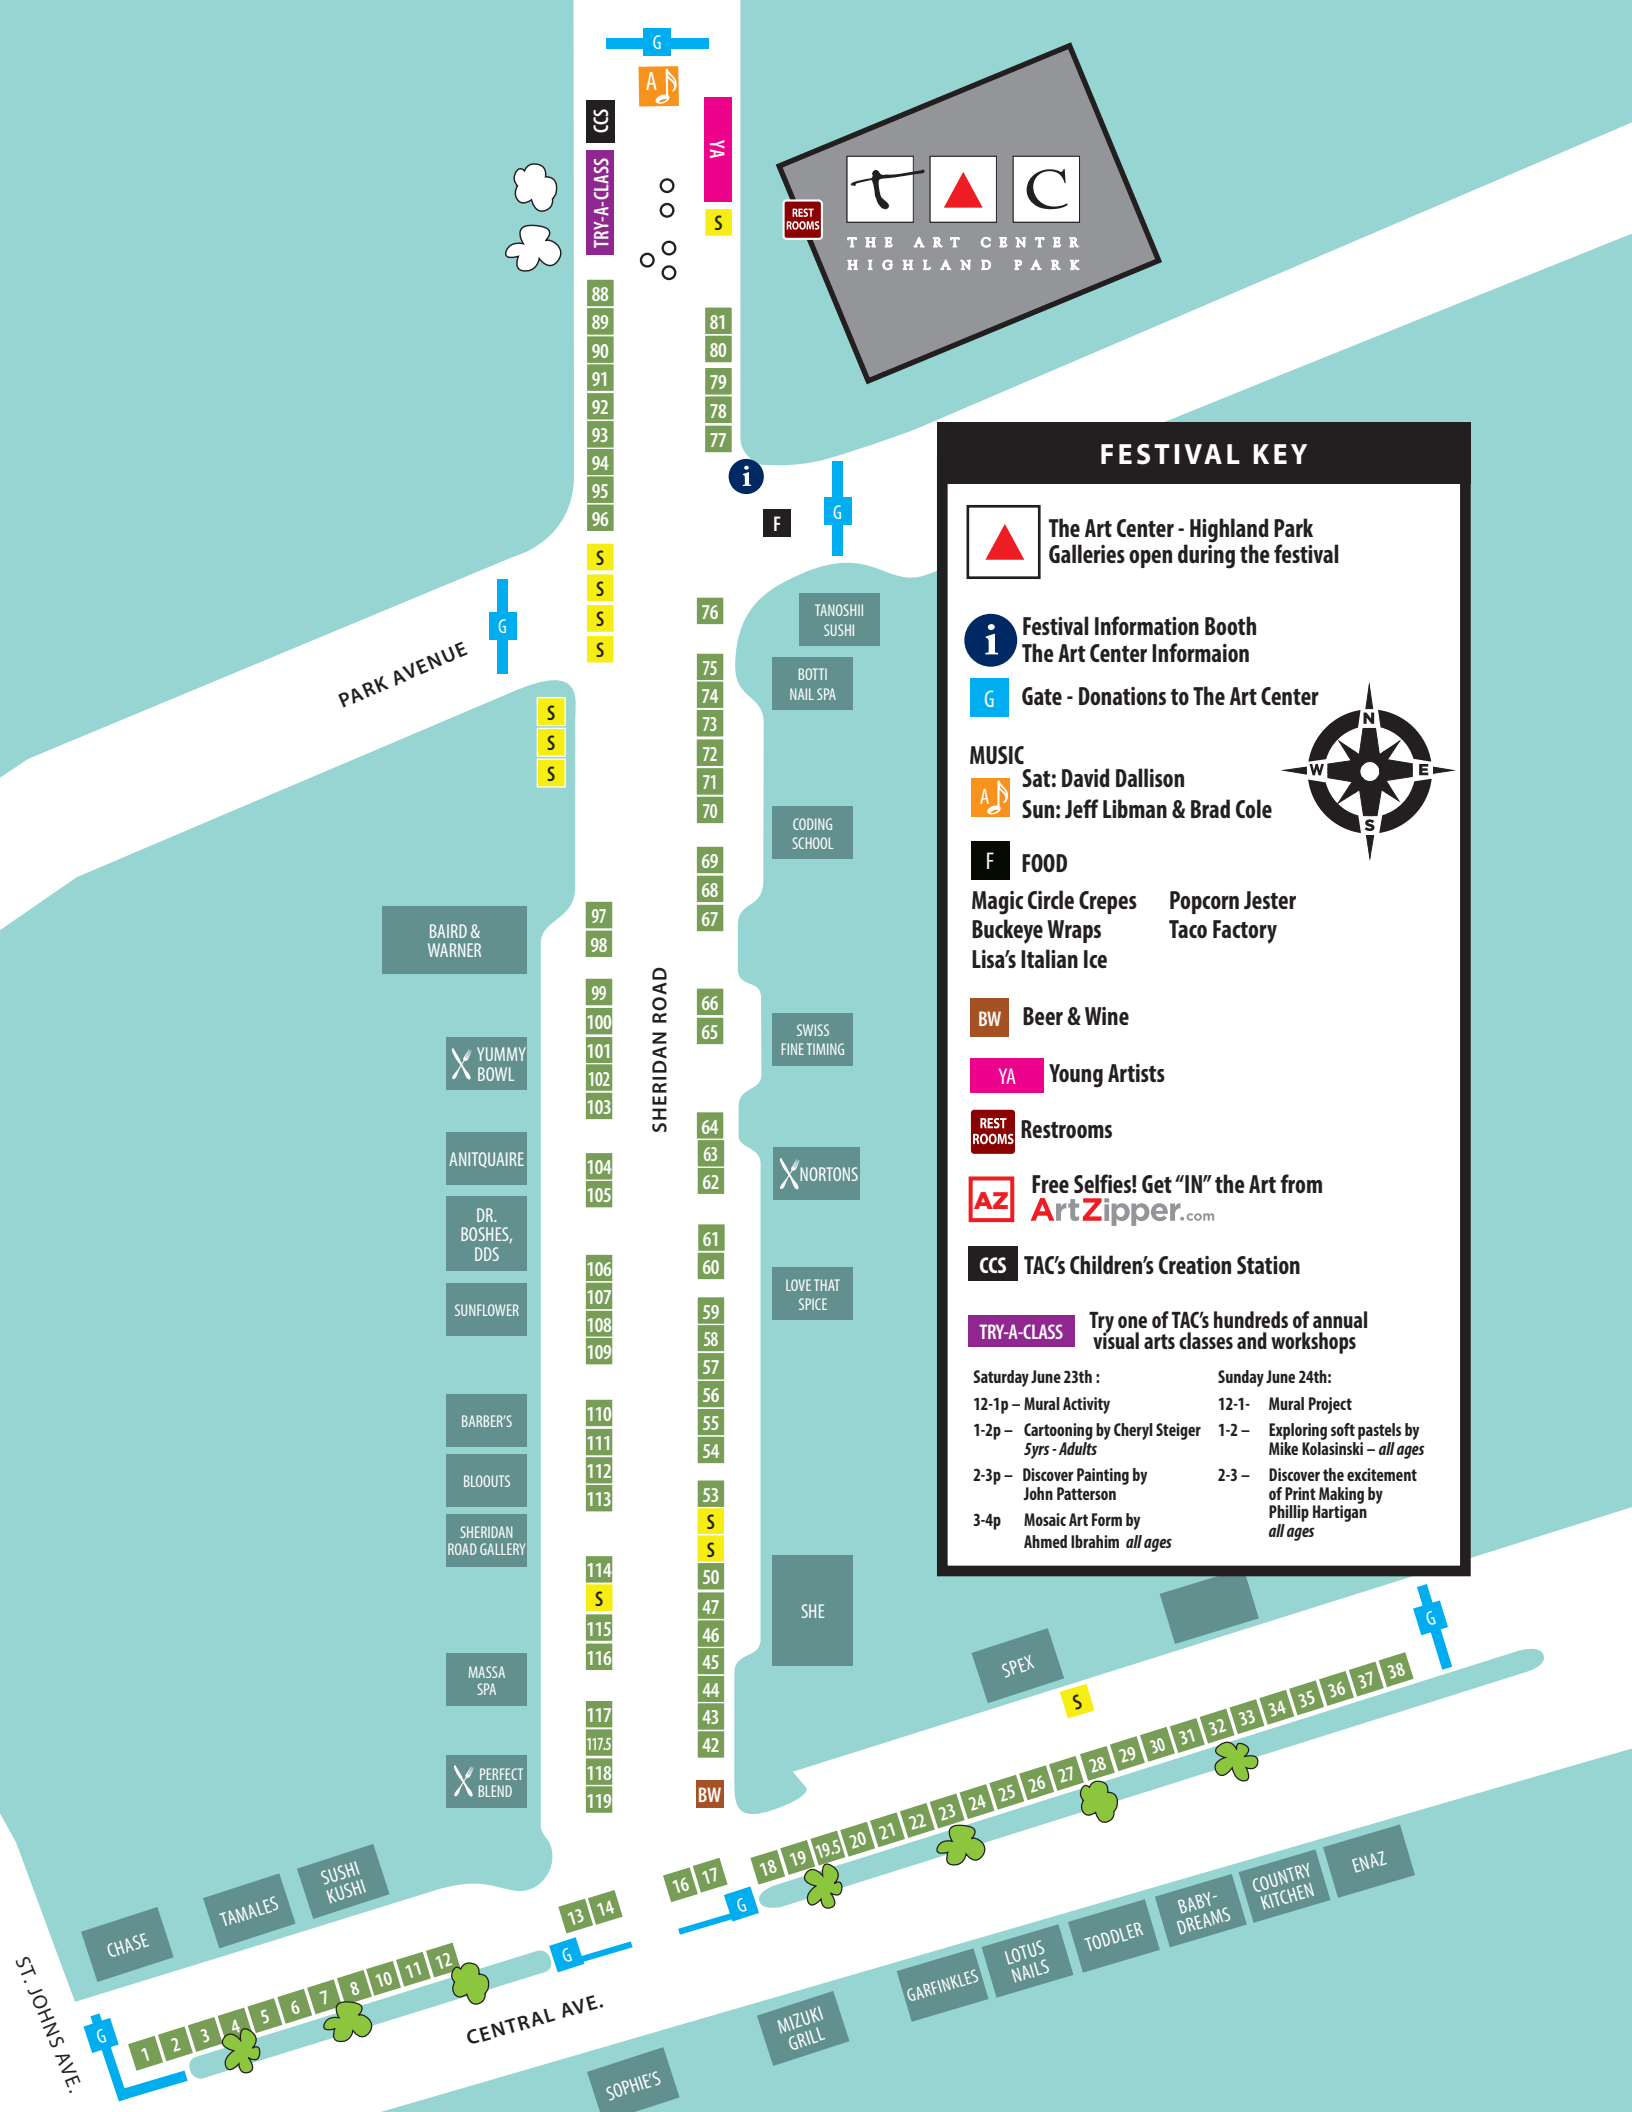 G
A
CCS
YA
TRY-A-CLASS
S
REST
ROOMS
T A C
THE ART CENTER
HIGHLAND PARK
88
89
90
91
92
93
94
95
96
81
80
79
78
77
i
F
G
S
S
S
S
G
PARK AVENUE
S
S
S
76
75
74
73
72
71
70
69
68
67
66
65
64
63
62
61
60
59
58
57
56
55
54
53
S
S
50
47
46
45
44
43
42
BW
TANOSHII
SUSHI
BOTTI
NAIL SPA
CODING
SCHOOL
SWISS
FINE TIMING
NORTONS
LOVE THAT
SPICE
SHE
SHERIDAN ROAD
97
98
99
100
101
102
103
104
105
106
107
108
109
110
111
112
113
114
S
115
116
117
117.5
118
119
BAIRD &
WARNER
YUMMY
BOWL
ANITQUAIRE
DR.
BOSHES,
DDS
SUNFLOWER
BARBER'S
BLOOUTS
SHERIDAN
ROAD GALLERY
MASSA
SPA
PERFECT
BLEND
FESTIVAL KEY
The Art Center - Highland Park
Galleries open during the festival
i
Festival Information Booth
The Art Center Informaion
G
Gate - Donations to The Art Center
N
W
E
S
MUSIC
A
Sat: David Dallison
Sun: Jeff Libman & Brad Cole
F
FOOD
Magic Circle Crepes
Popcorn Jester
Buckeye Wraps
Taco Factory
Lisa's Italian Ice
BW
Beer & Wine
YA
Young Artists
REST
ROOMS
Restrooms
AZ
Free Selfies! Get “IN” the Art from
ArtZipper.com
CCS
TAC's Children's Creation Station
TRY-A-CLASS
Try one of TAC's hundreds of annual
visual arts classes and workshops
Saturday June 23th :
12-1p – Mural Activity
1-2p – Cartooning by Cheryl Steiger
5yrs - Adults
2-3p – Discover Painting by
John Patterson
3-4p Mosaic Art Form by
Ahmed Ibrahim all ages
Sunday June 24th:
12-1- Mural Project
1-2 – Exploring soft pastels by
Mike Kolasinski – all ages
2-3 – Discover the excitement
of Print Making by
Phillip Hartigan
all ages
SPEX
S
G
38
37
36
35
34
33
32
31
30
29
28
27
26
25
24
23
22
21
20
19.5
19
18
G
17
16
14
13
G
12
11
10
8
7
6
5
4
3
2
1
G
CHASE
TAMALES
SUSHI
KUSHI
ST. JOHNS AVE.
CENTRAL AVE.
SOPHIE'S
MIZUKI
GRILL
GARFINKLES
LOTUS
NAILS
TODDLER
BABY-
DREAMS
COUNTRY
KITCHEN
ENAZ